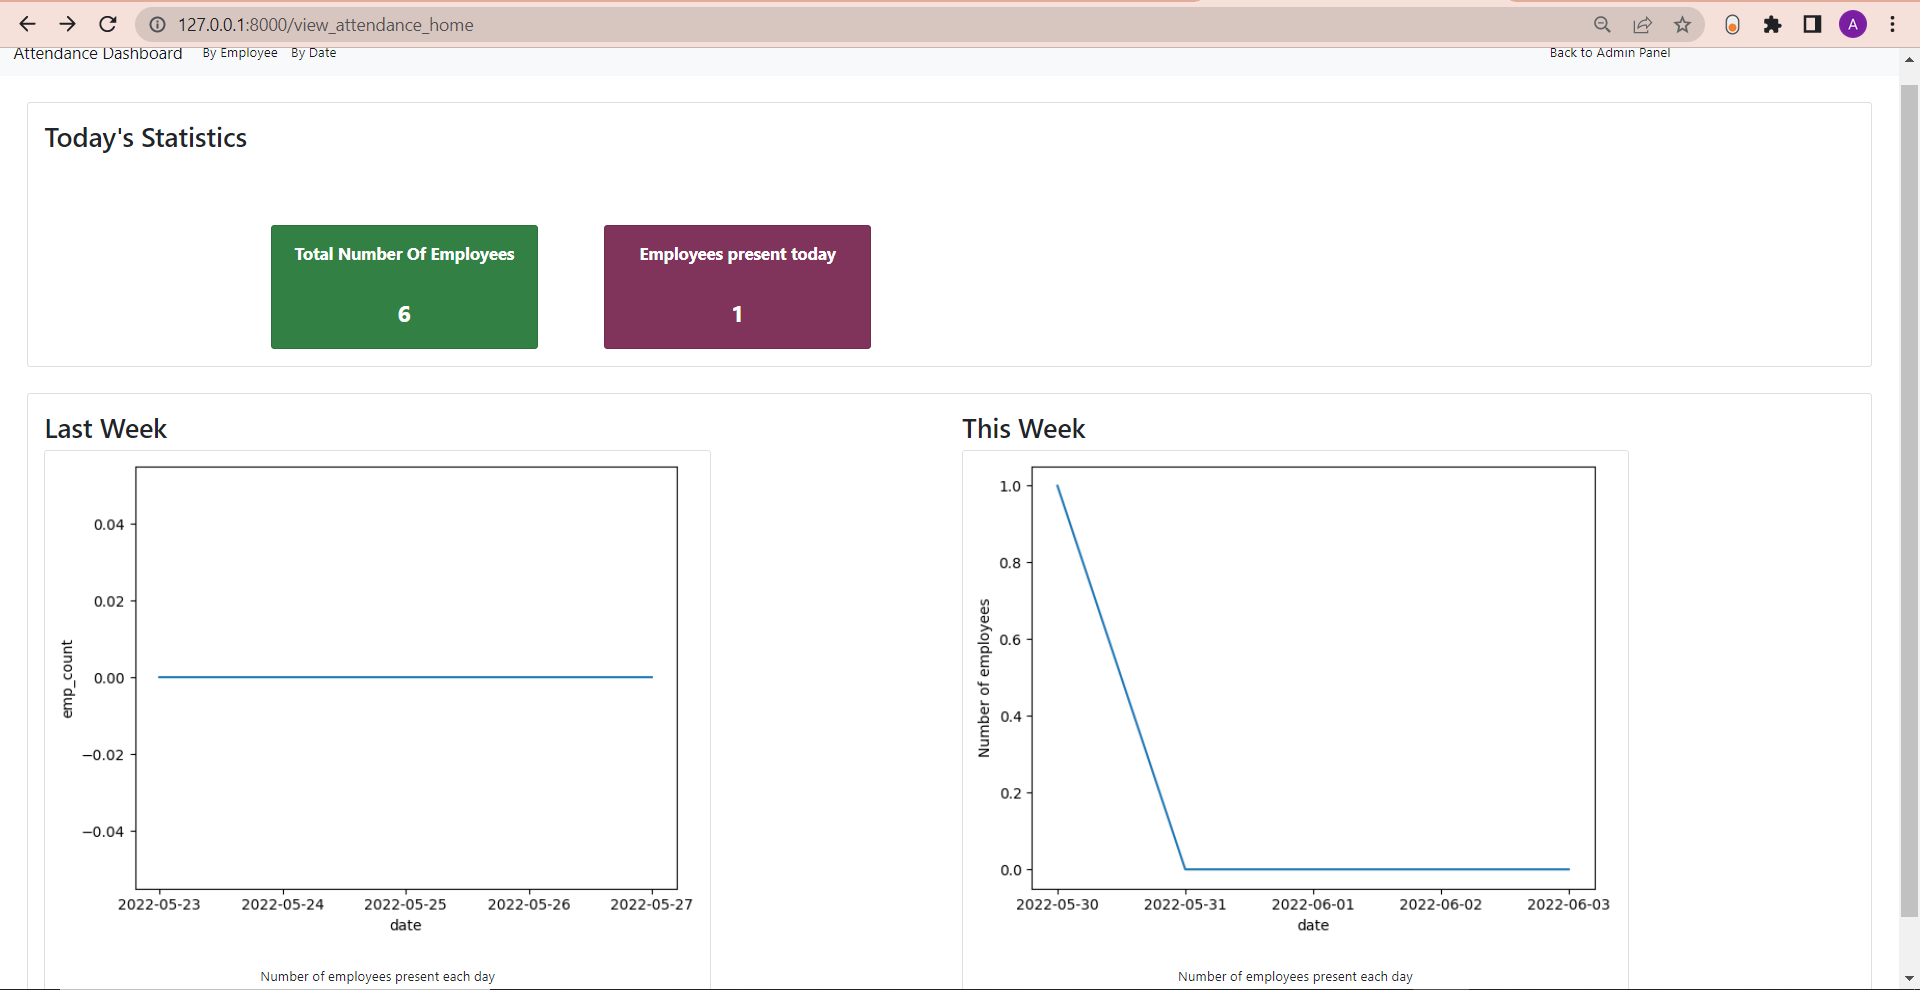 127.0.0.1:8000/view_attendance_home
A
Attendance Dashboard By Employee By Date Back to Admin Panel
Today's Statistics
Total Number Of Employees
6
Employees present today
1
Last Week
0.04
0.02
0.00
−0.02
−0.04
emp_count
2022-05-23 2022-05-24 2022-05-25 2022-05-26 2022-05-27
date
Number of employees present each day
This Week
1.0
0.8
0.6
0.4
0.2
0.0
Number of employees
2022-05-30 2022-05-31 2022-06-01 2022-06-02 2022-06-03
date
Number of employees present each day